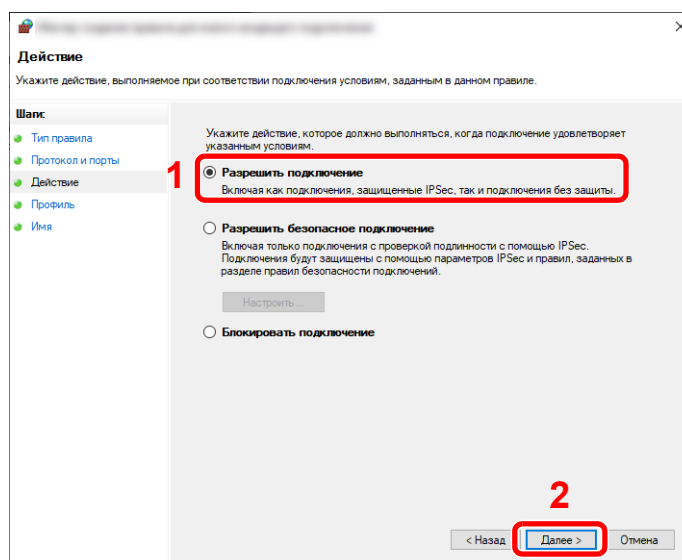 Действие
Укажите действие, выполняемое при соответствии подключения условиям, заданным в данном правиле.
Шаги:
Тип правила
Протокол и порты
Действие
Профиль
Имя
Укажите действие, которое должно выполняться, когда подключение удовлетворяет
указанным условиям.
1
Разрешить подключение
Включая как подключения, защищенные IPSec, так и подключения без защиты.
Разрешить безопасное подключение
Включая только подключения с проверкой подлинности с помощью IPSec.
Подключения будут защищены с помощью параметров IPSec и правил, заданных в
разделе правил безопасности подключений.
Настроить...
Блокировать подключение
2
< Назад
Далее >
Отмена